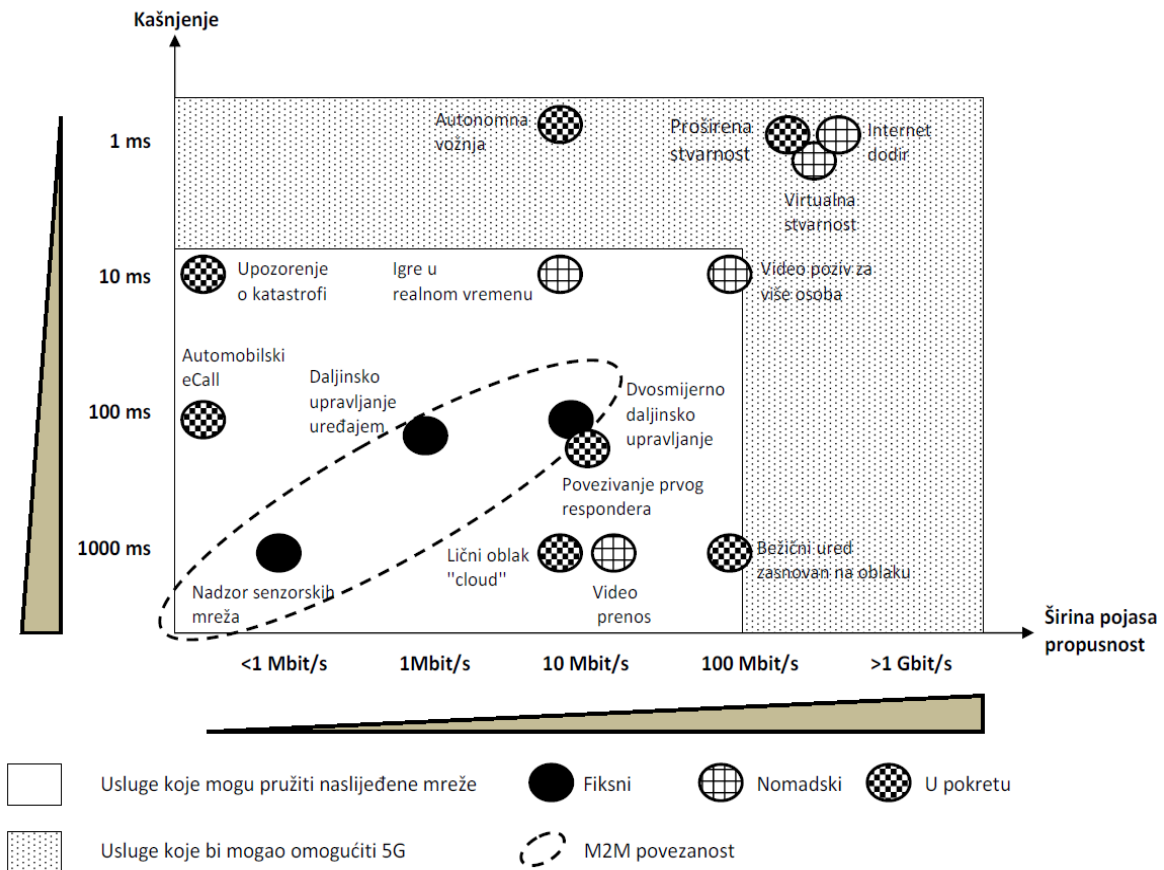 Kašnjenje
1 ms
10 ms
100 ms
1000 ms
Autonomna
vožnja
Proširena
stvarnost
Internet
dodir
Virtualna
stvarnost
Upozorenje
o katastrofi
Igre u
realnom vremenu
Video poziv za
više osoba
Automobilski
eCall
Daljinsko
upravljanje
uređajem
Dvosmijerno
daljinsko
upravljanje
Povezivanje prvog
respondera
Nadzor senzorskih
mreža
Lični oblak
"cloud"
Video
prenos
Bežični ured
zasnovan na oblaku
Širina pojasa
propusnost
<1 Mbit/s
1Mbit/s
10 Mbit/s
100 Mbit/s
>1 Gbit/s
Usluge koje mogu pružiti naslijeđene mreže
Fiksni
Nomadski
U pokretu
Usluge koje bi mogao omogućiti 5G
M2M povezanost